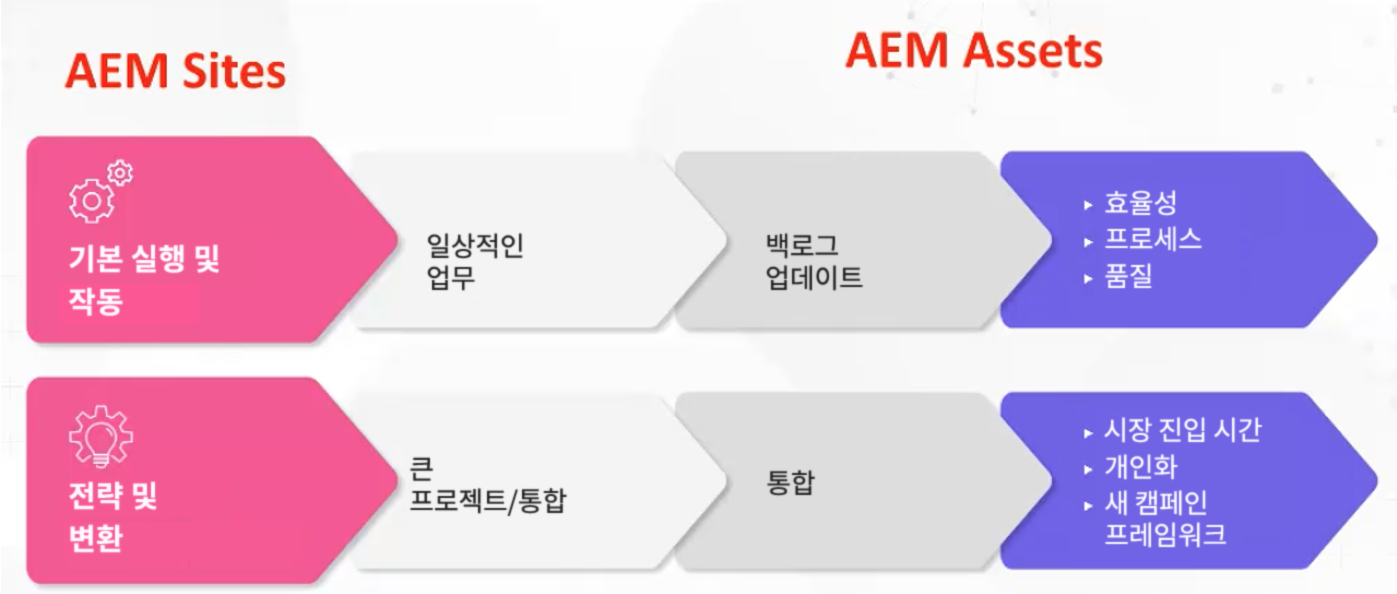 AEM Sites
AEM Assets
기본 실행 및
작동
일상적인
업무
백로그
업데이트
▸ 효율성
▸ 프로세스
▸ 품질
전략 및
변환
큰
프로젝트/통합
통합
▸ 시장 진입 시간
▸ 개인화
▸ 새 캠페인
프레임워크